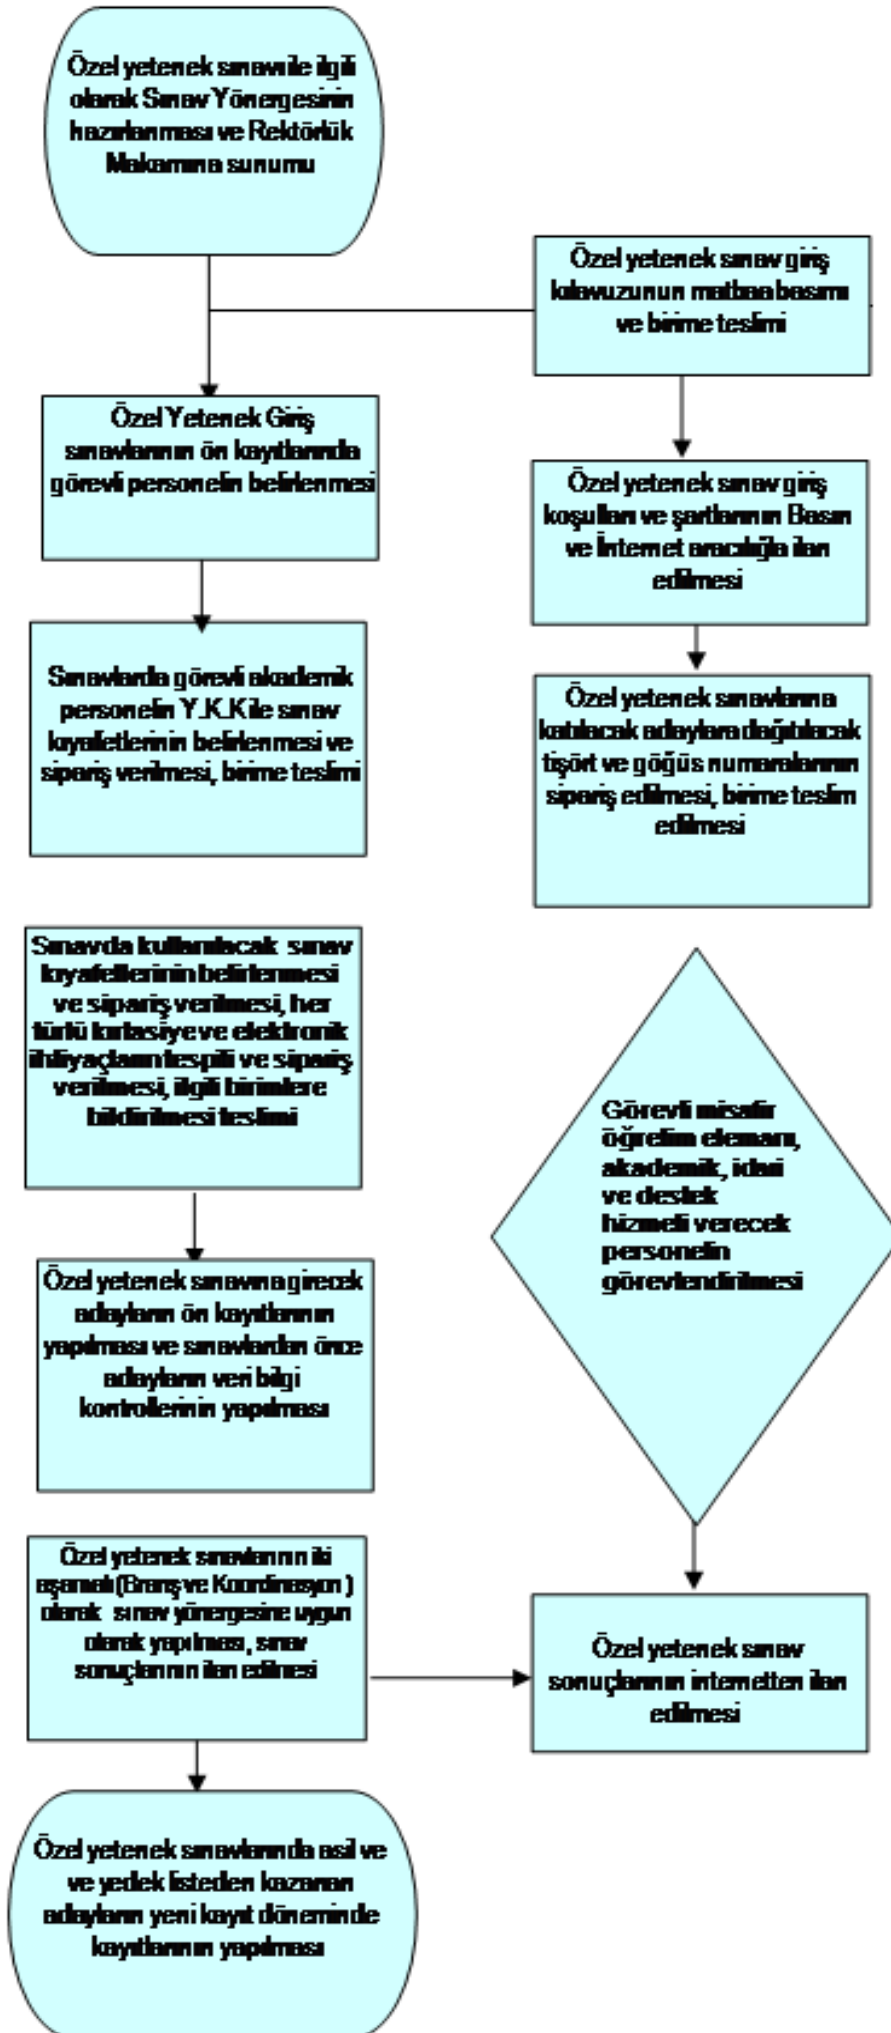 Özel yetenek sınavı ile ilgili
olarak Sınav Yönergesinin
hazırlanması ve Rektörlük
Makamına sunumu
Özel yetenek sınav giriş
kılavuzunun matbaa basımı
ve birime teslimi
Özel Yetenek Giriş
sınavlarının ön kayıtlarında
görevli personelin belirlenmesi
Özel yetenek sınav giriş
koşulları ve şartlarının Basın
ve İnternet aracılığla ilan
edilmesi
Sınavlarda görevli akademik
personelin Y.K.K ile sınav
kıyafetlerinin belirlenmesi ve
sipariş verilmesi, birime teslimi
Özel yetenek sınavlarına
katılacak adaylara dağıtılacak
tişört ve göğüs numaralarının
sipariş edilmesi, birime teslim
edilmesi
Sınavda kullanılacak sınav
kıyafetlerinin belirlenmesi
ve sipariş verilmesi, her
türlü kırtasiye ve elektronik
ihtiyaçların tespiti ve sipariş
verilmesi, ilgili birimlere
bildirilmesi teslimi
Görevli misafir
öğretim elemanı,
akademik, idari
ve destek
hizmeti verecek
personelin
görevlendirilmesi
Özel yetenek sınavına girecek
adayların ön kayıtlarının
yapılması ve sınavlardan önce
adayların veri bilgi
kontrollerinin yapılması
Özel yetenek sınavlarının iki
aşamalı (Branş ve Koordinasyon )
olarak sınav yönergesine uygun
olarak yapılması, sınav
sonuçlarının ilan edilmesi
Özel yetenek sınav
sonuçlarının internetten ilan
edilmesi
Özel yetenek sınavlarında asil ve
ve yedek listeden kazanan
adayların yeni kayıt döneminde
kayıtlarının yapılması